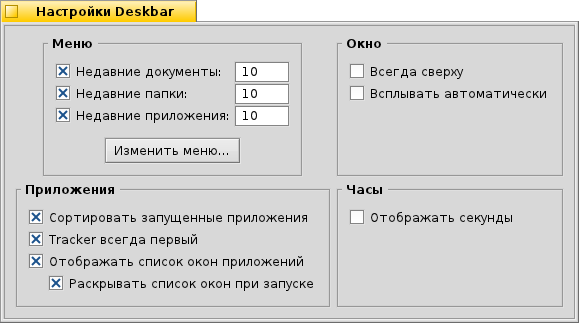 Настройки Deskbar
Меню
Недавние документы: 10
Недавние папки: 10
Недавние приложения: 10
Изменить меню...
Окно
Всегда сверху
Всплывать автоматически
Приложения
Сортировать запущенные приложения
Tracker всегда первый
Отображать список окон приложений
Раскрывать список окон при запуске
Часы
Отображать секунды